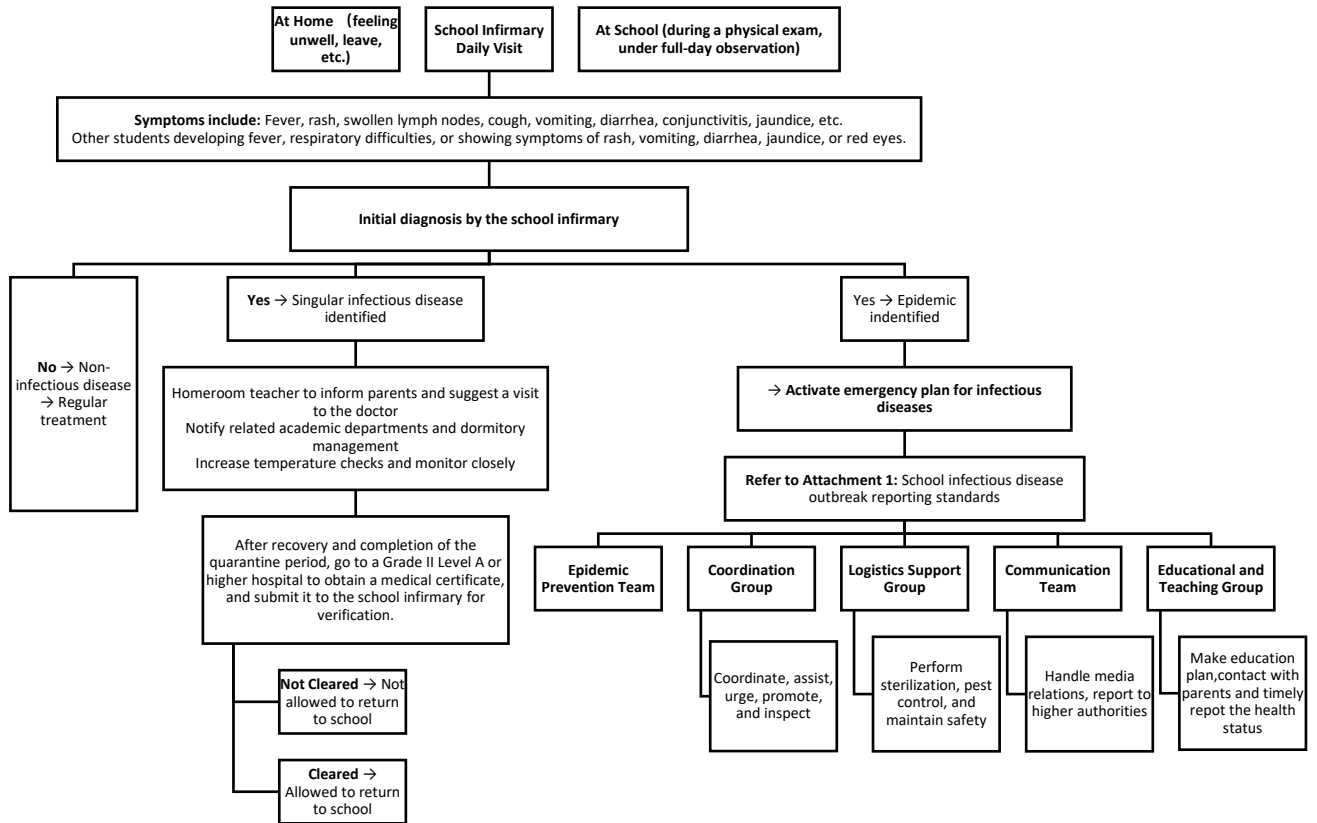 At Home （feeling
unwell, leave,
etc.)
School Infirmary
Daily Visit
At School (during a physical exam,
under full-day observation)
Symptoms include: Fever, rash, swollen lymph nodes, cough, vomiting, diarrhea, conjunctivitis, jaundice, etc.
Other students developing fever, respiratory difficulties, or showing symptoms of rash, vomiting, diarrhea, jaundice, or red eyes.
Initial diagnosis by the school infirmary
No → Non-
infectious disease
→ Regular
treatment
Yes → Singular infectious disease
identified
Homeroom teacher to inform parents and suggest a visit
to the doctor
Notify related academic departments and dormitory
management
Increase temperature checks and monitor closely
After recovery and completion of the
quarantine period, go to a Grade II Level A or
higher hospital to obtain a medical certificate,
and submit it to the school infirmary for
verification.
Not Cleared → Not
allowed to return
to school
Cleared →
Allowed to return
to school
Yes → Epidemic
indentified
→ Activate emergency plan for infectious
diseases
Refer to Attachment 1: School infectious disease
outbreak reporting standards
Epidemic
Prevention Team
Coordination
Group
Coordinate, assist,
urge, promote,
and inspect
Logistics Support
Group
Perform
sterilization, pest
control, and
maintain safety
Communication
Team
Handle media
relations, report to
higher authorities
Educational and
Teaching Group
Make education
plan,contact with
parents and timely
repot the health
status